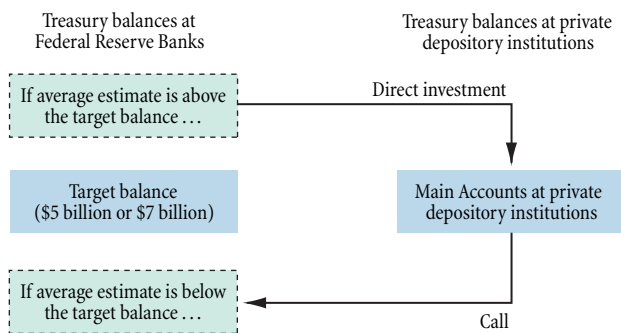 Treasury balances at
Federal Reserve Banks
Treasury balances at private
depository institutions
If average estimate is above
the target balance . . .
Direct investment
Target balance
($5 billion or $7 billion)
Main Accounts at private
depository institutions
If average estimate is below
the target balance . . .
Call